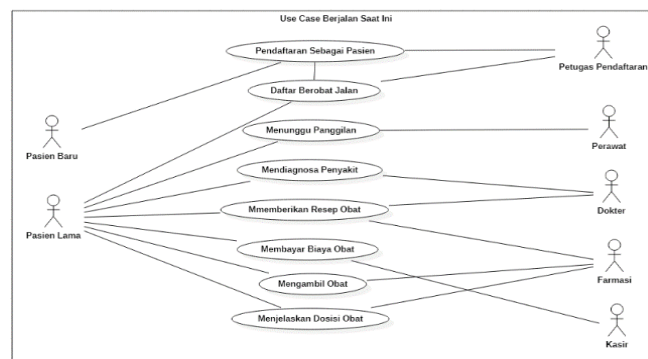 Use Case Berjalan Saat Ini
Pendaftaran Sebagai Pasien
Petugas Pendaftaran
Daftar Berobat Jalan
Pasien Baru
Menunggu Panggilan
Perawat
Mendiagnosa Penyakit
Pasien Lama
Mmemberikan Resep Obat
Dokter
Membayar Biaya Obat
Mengambil Obat
Farmasi
Menjelaskan Dosisi Obat
Kasir